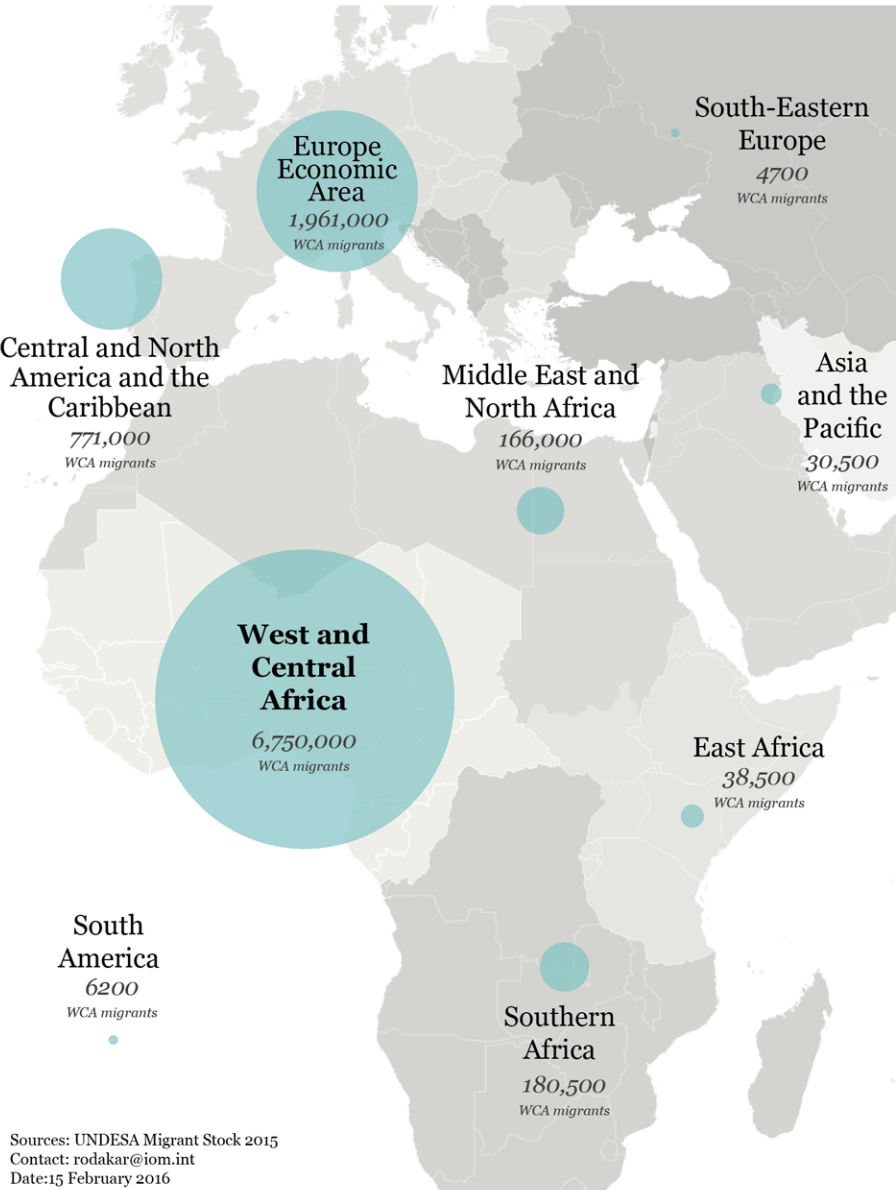 South-Eastern
Europe
4700
WCA migrants
Europe
Economic
Area
1,961,000
WCA migrants
Central and North
America and the
Caribbean
771,000
WCA migrants
Middle East and
North Africa
166,000
WCA migrants
Asia
and the
Pacific
30,500
WCA migrants
West and
Central
Africa
6,750,000
WCA migrants
East Africa
38,500
WCA migrants
South
America
6200
WCA migrants
Southern
Africa
180,500
WCA migrants
Sources: UNDESA Migrant Stock 2015
Contact: rodakar@iom.int
Date:15 February 2016